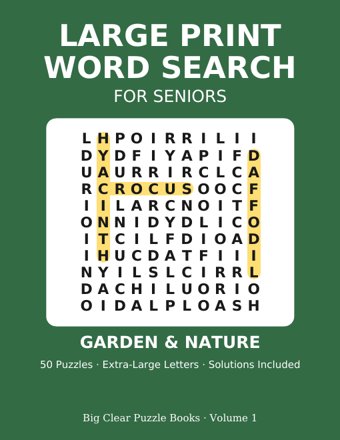 LARGE PRINT
WORD SEARCH
FOR SENIORS
L H P O I R R I L I I
D Y D F I Y A P I F D
U A U R R I R C L C A
R C R O C U S O O C F
I I L A R C N O I T F
O N N I D Y D L I C O
I T C I L F D I O A D
I H U C D A T F I I I
N Y I L S L C I R R L
D A C H I L U O R I O
O I D A L P L O A S H
GARDEN & NATURE
50 Puzzles · Extra-Large Letters · Solutions Included
Big Clear Puzzle Books · Volume 1